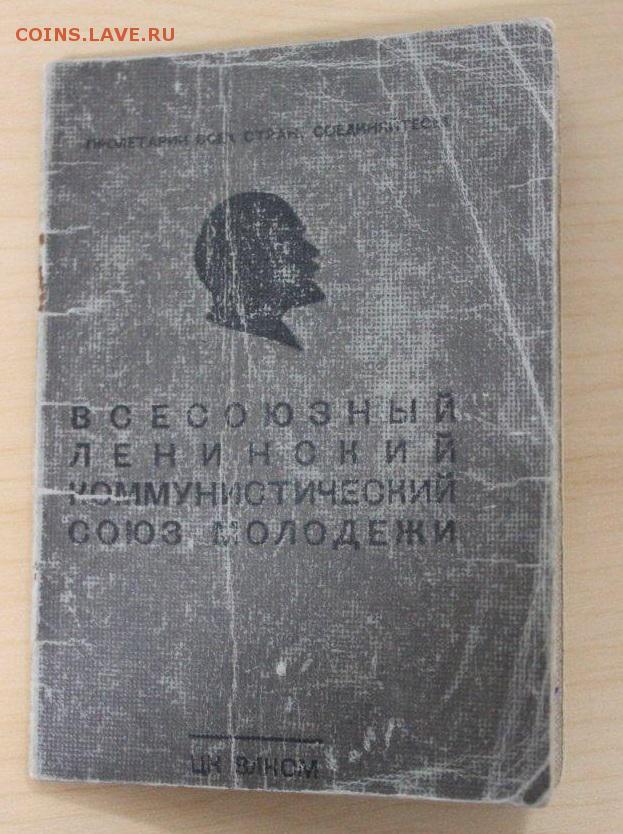 COINS.LAVE.RU
ПРОЛЕТАРИИ ВСЕХ СТРАН, СОЕДИНЯЙТЕСЬ!
ВСЕСОЮЗНЫЙ
ЛЕНИНСКИЙ
КОММУНИСТИЧЕСКИЙ
СОЮЗ МОЛОДЕЖИ
ЦК ВЛКСМ